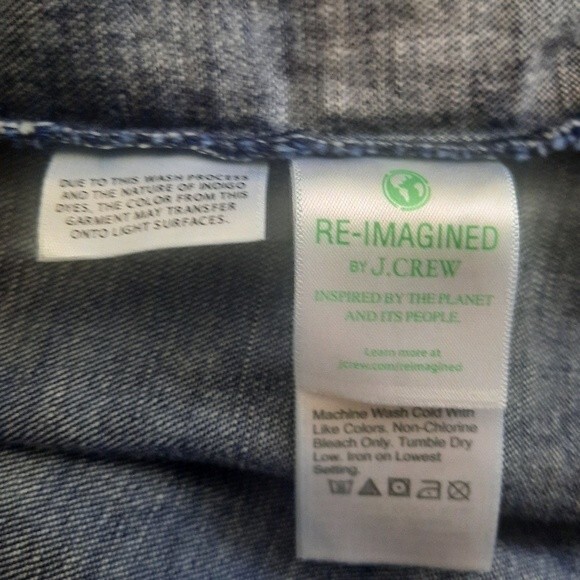 DUE TO THIS WASH PROCESS
AND THE NATURE OF INDIGO
DYES, THE COLOR FROM THIS
GARMENT MAY TRANSFER
ONTO LIGHT SURFACES.
RE-IMAGINED
BY J.CREW
INSPIRED BY THE PLANET
AND ITS PEOPLE.
Learn more at
jcrew.com/reimagined
Machine Wash Cold With
Like Colors. Non-Chlorine
Bleach Only. Tumble Dry
Low. Iron on Lowest
Setting.